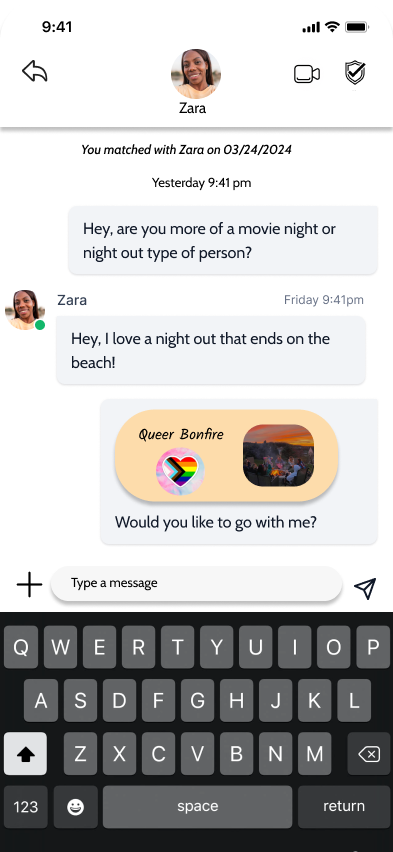 9:41
Zara
You matched with Zara on 03/24/2024
Yesterday 9:41 pm
Hey, are you more of a movie night or
night out type of person?
Zara
Friday 9:41pm
Hey, I love a night out that ends on the
beach!
Queer Bonfire
Would you like to go with me?
Type a message
Q W E R T Y U I O P
A S D F G H J K L
Z X C V B N M
123 space return